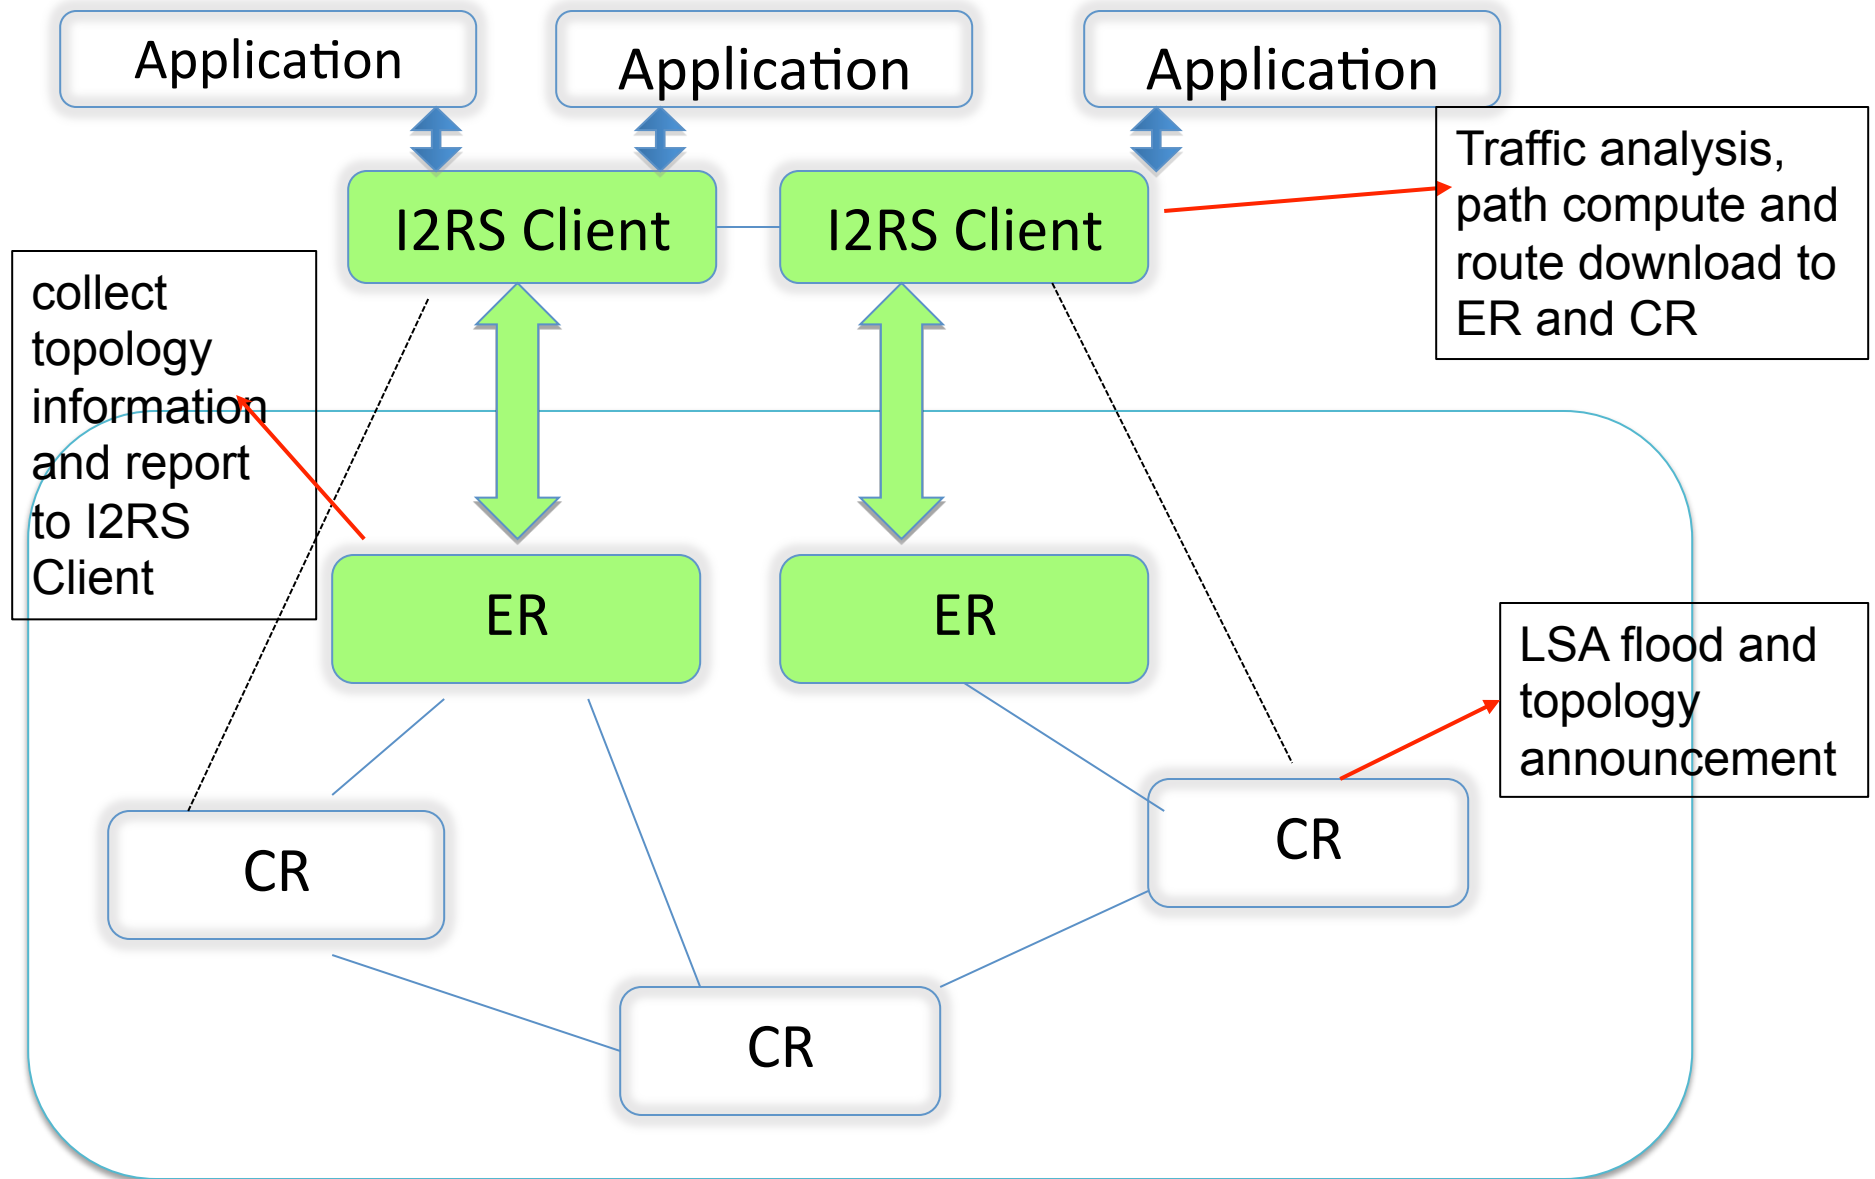 Application
Application
Application
Traffic analysis,
path compute and
route download to
ER and CR
I2RS Client
I2RS Client
collect
topology
information
and report
to I2RS
Client
ER
ER
LSA flood and
topology
announcement
CR
CR
CR